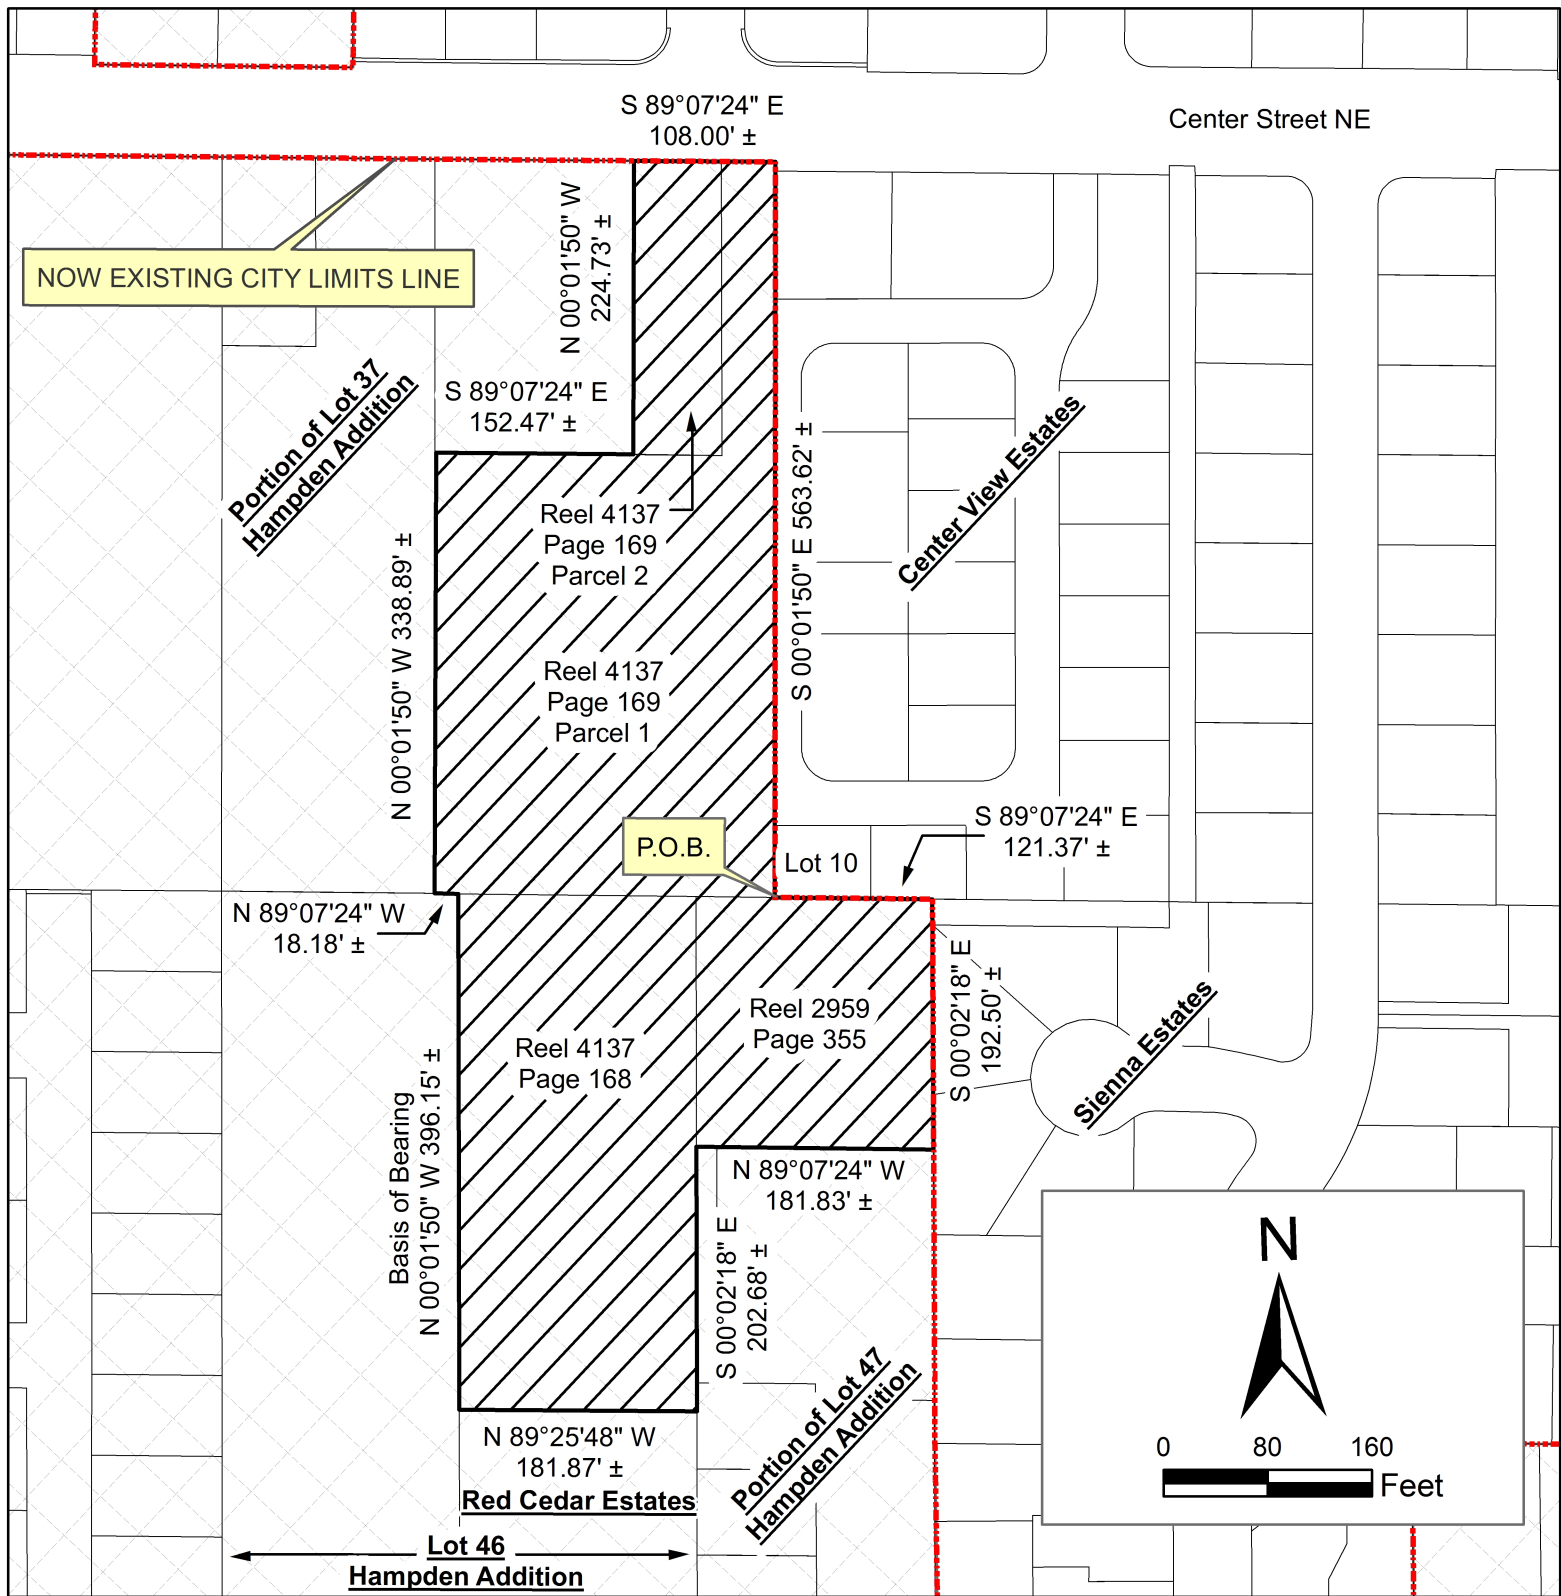 S 89°07'24" E
108.00' ±
Center Street NE
NOW EXISTING CITY LIMITS LINE
N 00°01'50" W
224.73' ±
S 89°07'24" E
152.47' ±
Portion of Lot 37
Hampden Addition
Reel 4137
Page 169
Parcel 2
N 00°01'50" W 338.89' ±
Reel 4137
Page 169
Parcel 1
S 00°01'50" E 563.62' ±
Center View Estates
P.O.B.
Lot 10
S 89°07'24" E
121.37' ±
N 89°07'24" W
18.18' ±
Reel 4137
Page 168
Reel 2959
Page 355
S 00°02'18" E
192.50' ±
Sienna Estates
Basis of Bearing
N 00°01'50" W 396.15' ±
N 89°07'24" W
181.83' ±
S 00°02'18" E
202.68' ±
N 89°25'48" W
181.87' ±
Red Cedar Estates
Portion of Lot 47
Hampden Addition
Lot 46
Hampden Addition
N
0 80 160
Feet